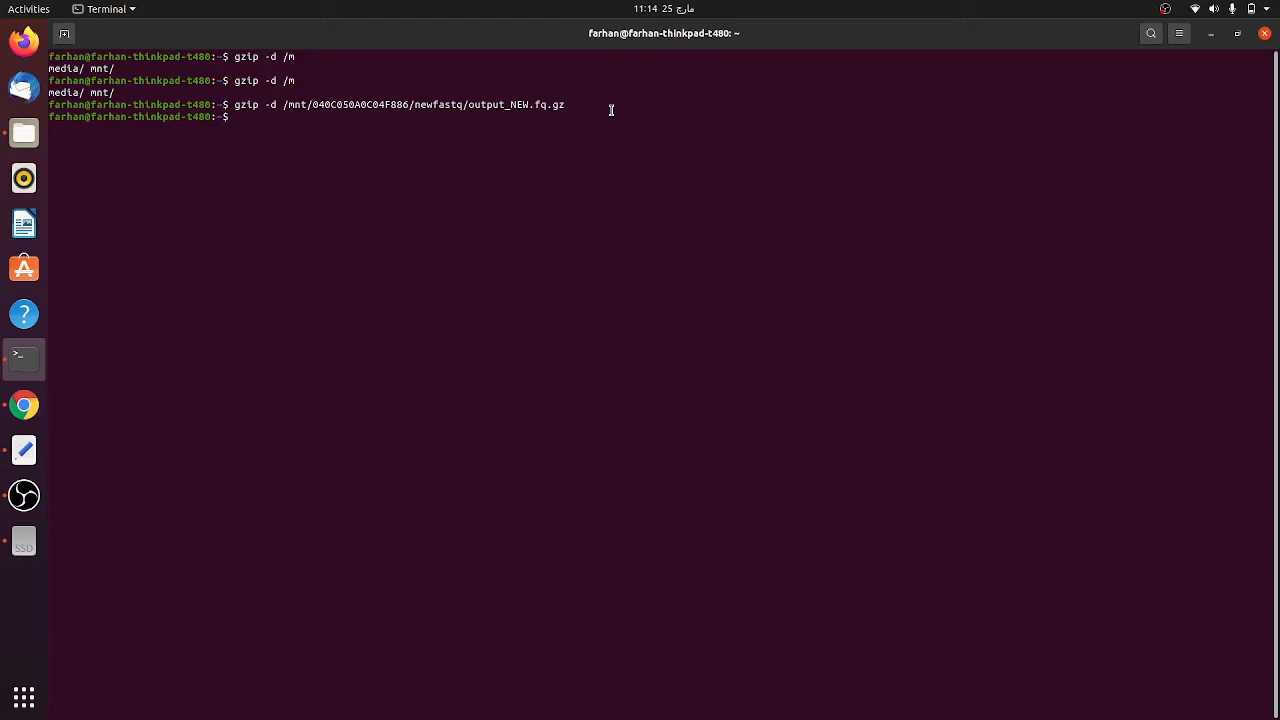 Activities
Terminal
11:14 25 مارچ
farhan@farhan-thinkpad-t480: ~
farhan@farhan-thinkpad-t480:~$ gzip -d /m
media/ mnt/
farhan@farhan-thinkpad-t480:~$ gzip -d /m
media/ mnt/
farhan@farhan-thinkpad-t480:~$ gzip -d /mnt/040C050A0C04F886/newfastq/output_NEW.fq.gz
farhan@farhan-thinkpad-t480:~$
SSD